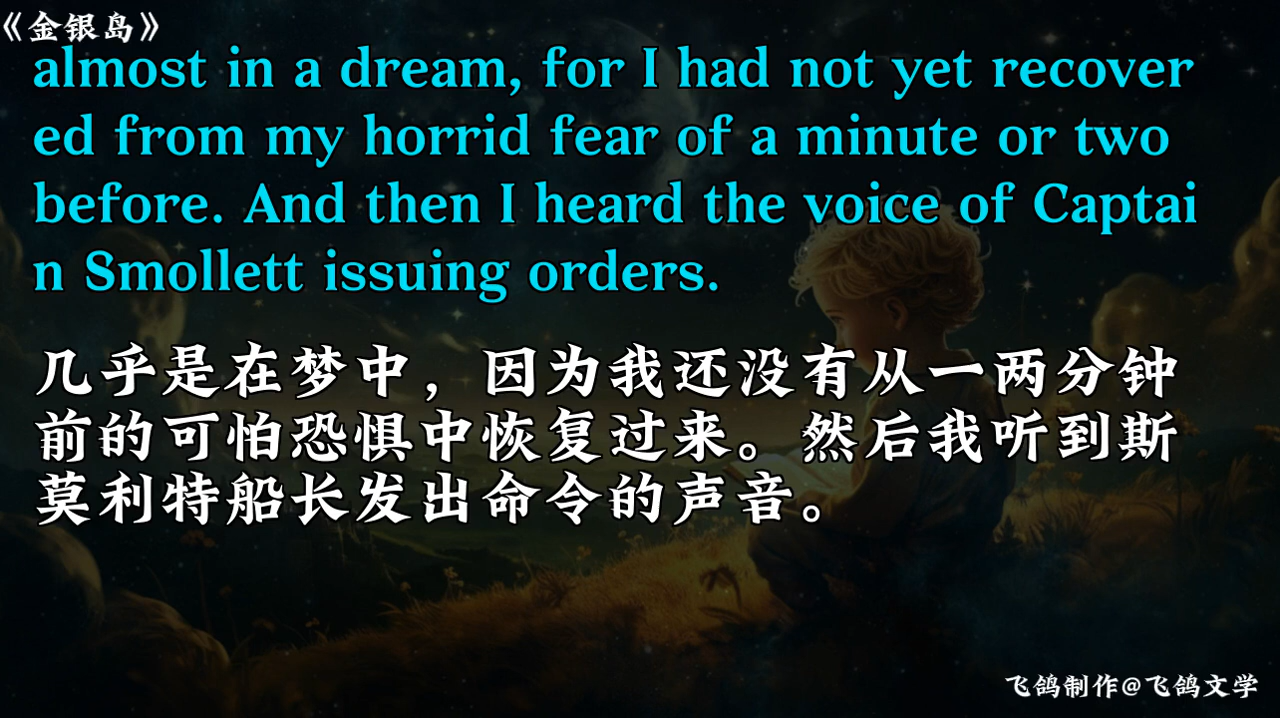 《金银岛》
almost in a dream, for I had not yet recover
ed from my horrid fear of a minute or two
before. And then I heard the voice of Captai
n Smollett issuing orders.
几乎是在梦中，因为我还没有从一两分钟
前的可怕恐惧中恢复过来。然后我听到斯
莫利特船长发出命令的声音。
飞鸽制作@飞鸽文学